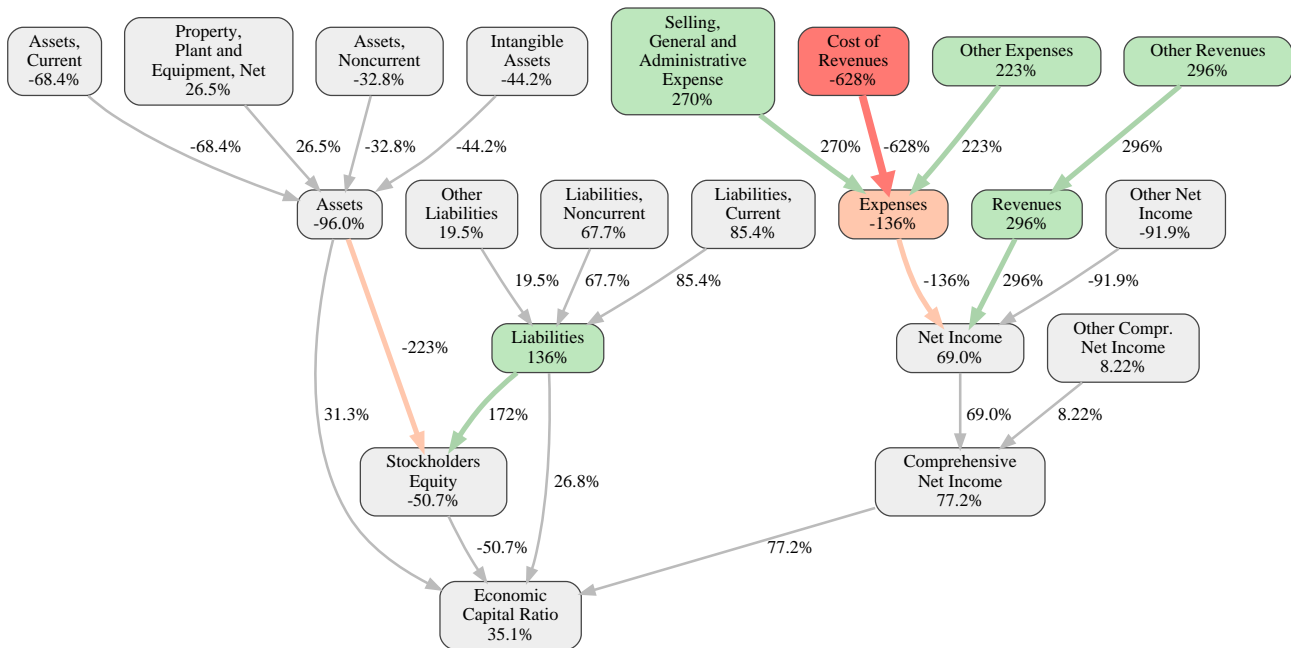 Assets,
Current
-68.4%
Property,
Plant and
Equipment, Net
26.5%
Assets,
Noncurrent
-32.8%
Intangible
Assets
-44.2%
Selling,
General and
Administrative
Expense
270%
Cost of
Revenues
-628%
Other Expenses
223%
Other Revenues
296%
-68.4%
26.5%
-32.8%
-44.2%
270%
-628%
223%
296%
Assets
-96.0%
Other
Liabilities
19.5%
Liabilities,
Noncurrent
67.7%
Liabilities,
Current
85.4%
Expenses
-136%
Revenues
296%
Other Net
Income
-91.9%
19.5%
67.7%
85.4%
-136%
296%
-91.9%
Liabilities
136%
Net Income
69.0%
Other Compr.
Net Income
8.22%
-223%
31.3%
172%
26.8%
69.0%
8.22%
Stockholders
Equity
-50.7%
Comprehensive
Net Income
77.2%
-50.7%
77.2%
Economic
Capital Ratio
35.1%